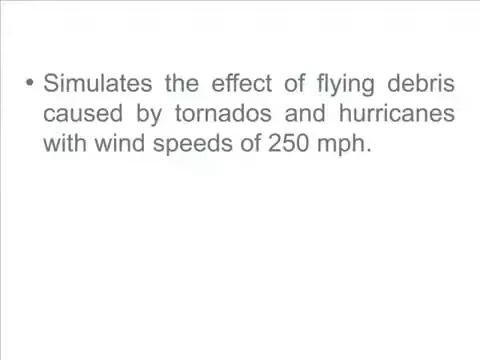 • Simulates the effect of flying debris
caused by tornados and hurricanes
with wind speeds of 250 mph.